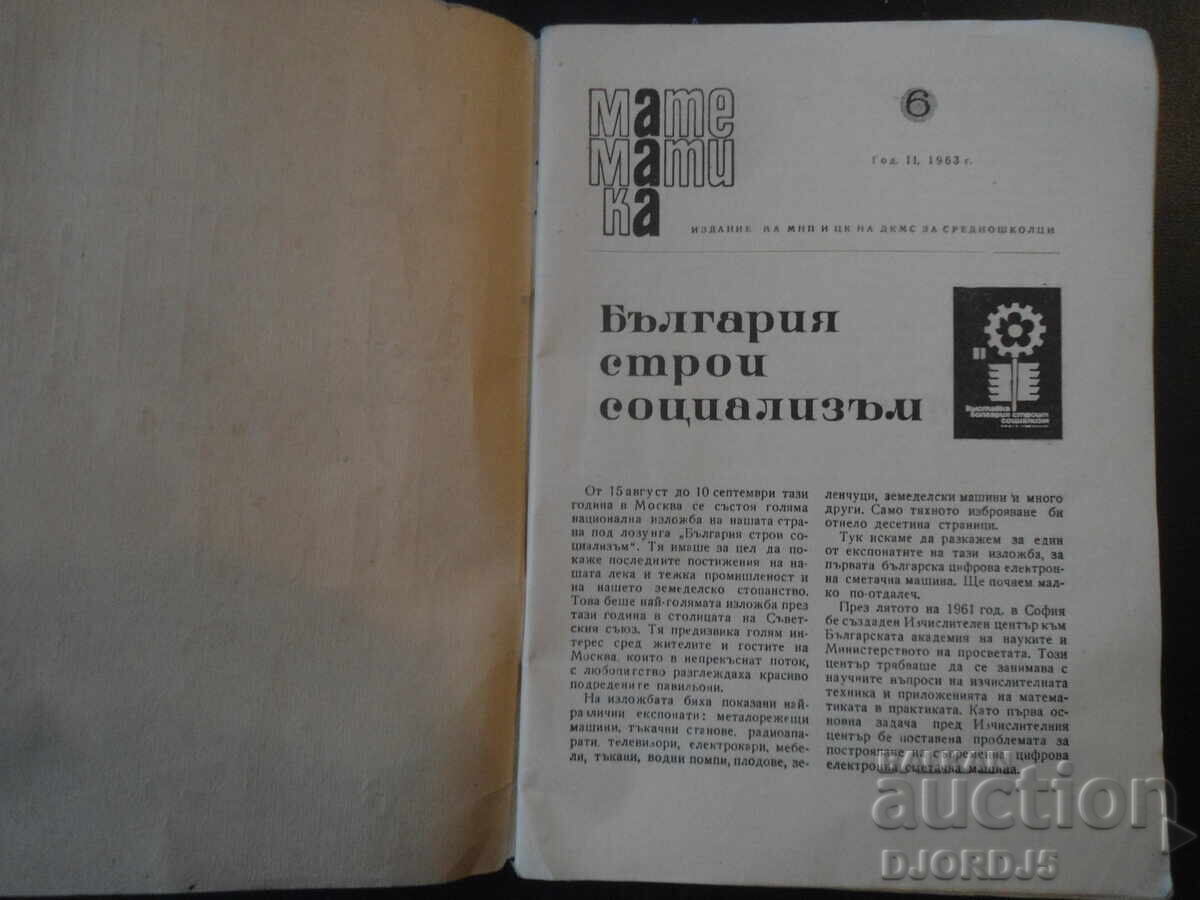 мате
мати
ка
6
Год. II, 1963 г.
ИЗДАНИЕ НА МНП И ЦК НА ДКМС ЗА СРЕДНОШКОЛЦИ
България
строи
социализъм
Выставка
Болгария строит
социализм
От 15 август до 10 септември тази
година в Москва се състоя голяма
национална изложба на нашата стра-
на под лозунга „България строи со-
циализъм“. Тя имаше за цел да по-
каже последните постижения на на-
шата лека и тежка промишленост и
на нашето земеделско стопанство.
Това беше най-голямата изложба през
тази година в столицата на Съвет-
ския съюз. Тя предизвика голям ин-
терес сред жителите и гостите на
Москва, които в непрекъснат поток,
с любопитство разглеждаха красиво
подредените павильони.
На изложбата бяха показани най-
различни експонати: металорежещи
машини, тъкачни станове, радиоапа-
рати, телевизори, електрокари, мебе-
ли, тъкани, водни помпи, плодове, зе-
ленчуци, земеделски машини и много
други. Само тяхното изброяване би
отнело десетина страници.
Тук искаме да разкажем за един
от експонатите на тази изложба, за
първата българска цифрова електрон-
на сметачна машина. Ще почнем мал-
ко по-отдалеч.
През лятото на 1961 год. в София
бе създаден Изчислителен център към
Българската академия на науките и
Министерството на просветата. Този
център трябваше да се занимава с
научните въпроси на изчислителната
техника и приложенията на матема-
тиката в практиката. Като първа ос-
новна задача пред Изчислителния
център бе поставена проблемата за
построяване на съвременна цифрова
електронна сметачна машина.
BALKAN
auction
DJORDJ5